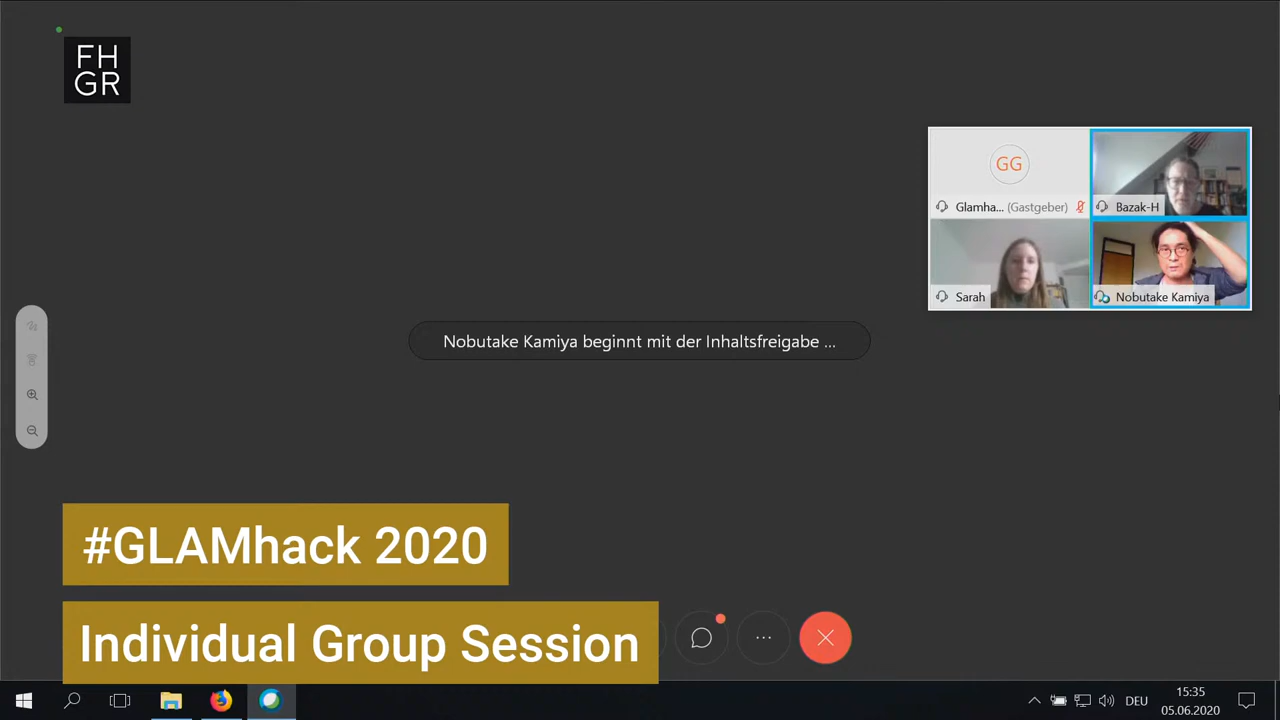 FH
GR
GG
Glamha... (Gastgeber)
Bazak-H
Sarah
Nobutake Kamiya
Nobutake Kamiya beginnt mit der Inhaltsfreigabe ...
#GLAMhack 2020
Individual Group Session
DEU
15:35
05.06.2020